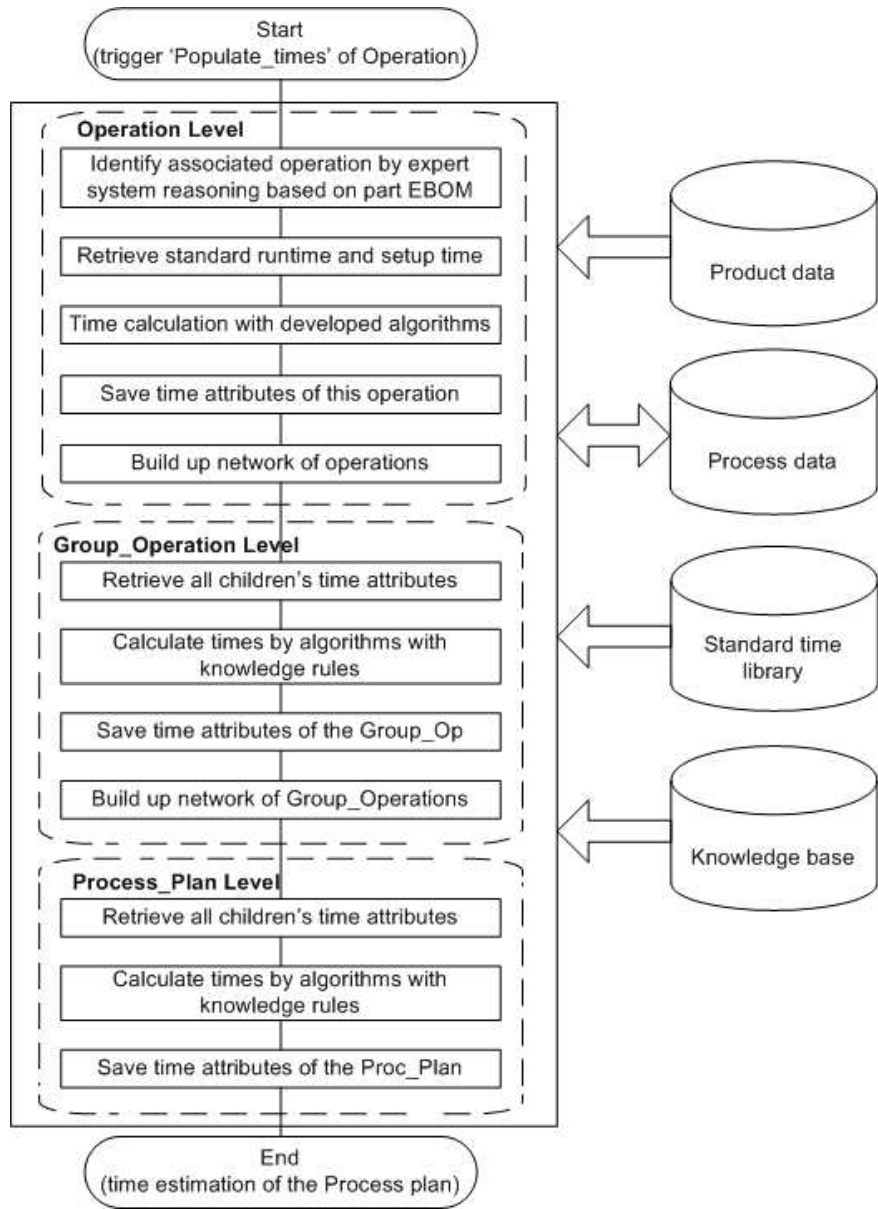 Start
(trigger ‘Populate_times’ of Operation)
Operation Level
Identify associated operation by expert
system reasoning based on part EBOM
Retrieve standard runtime and setup time
Time calculation with developed algorithms
Save time attributes of this operation
Build up network of operations
Group_Operation Level
Retrieve all children’s time attributes
Calculate times by algorithms with
knowledge rules
Save time attributes of the Group_Op
Build up network of Group_Operations
Process_Plan Level
Retrieve all children’s time attributes
Calculate times by algorithms with
knowledge rules
Save time attributes of the Proc_Plan
End
(time estimation of the Process plan)
Product data
Process data
Standard time
library
Knowledge base